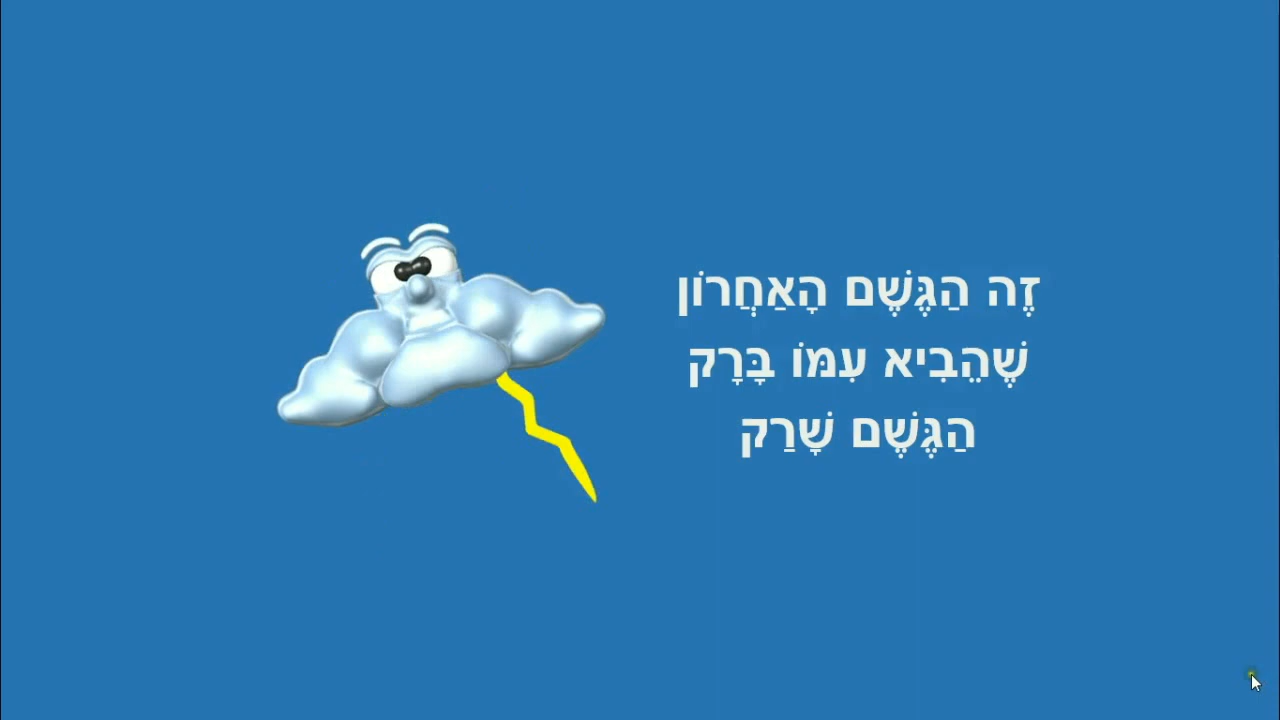 זֶה הַגֶּשֶׁם הָאַחֲרוֹן
שֶׁהֵבִיא עִמּוֹ בָּרָק
הַגֶּשֶׁם שָׁרַק